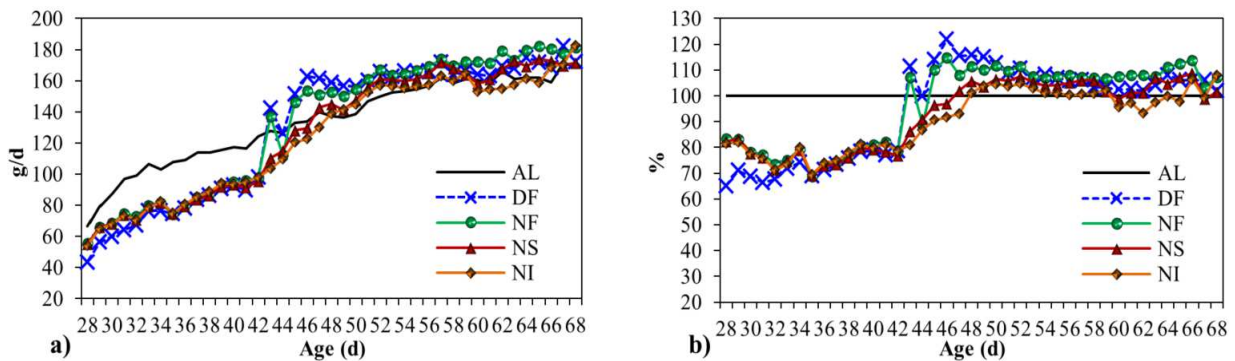 200
180
160
140
120
100
80
60
40
20
g/d
AL
DF
NF
NS
NI
28 30 32 34 36 38 40 42 44 46 48 50 52 54 56 58 60 62 64 66 68
a) Age (d)
130
120
110
100
90
80
70
60
50
40
30
20
%
AL
DF
NF
NS
NI
28 30 32 34 36 38 40 42 44 46 48 50 52 54 56 58 60 62 64 66 68
b) Age (d)